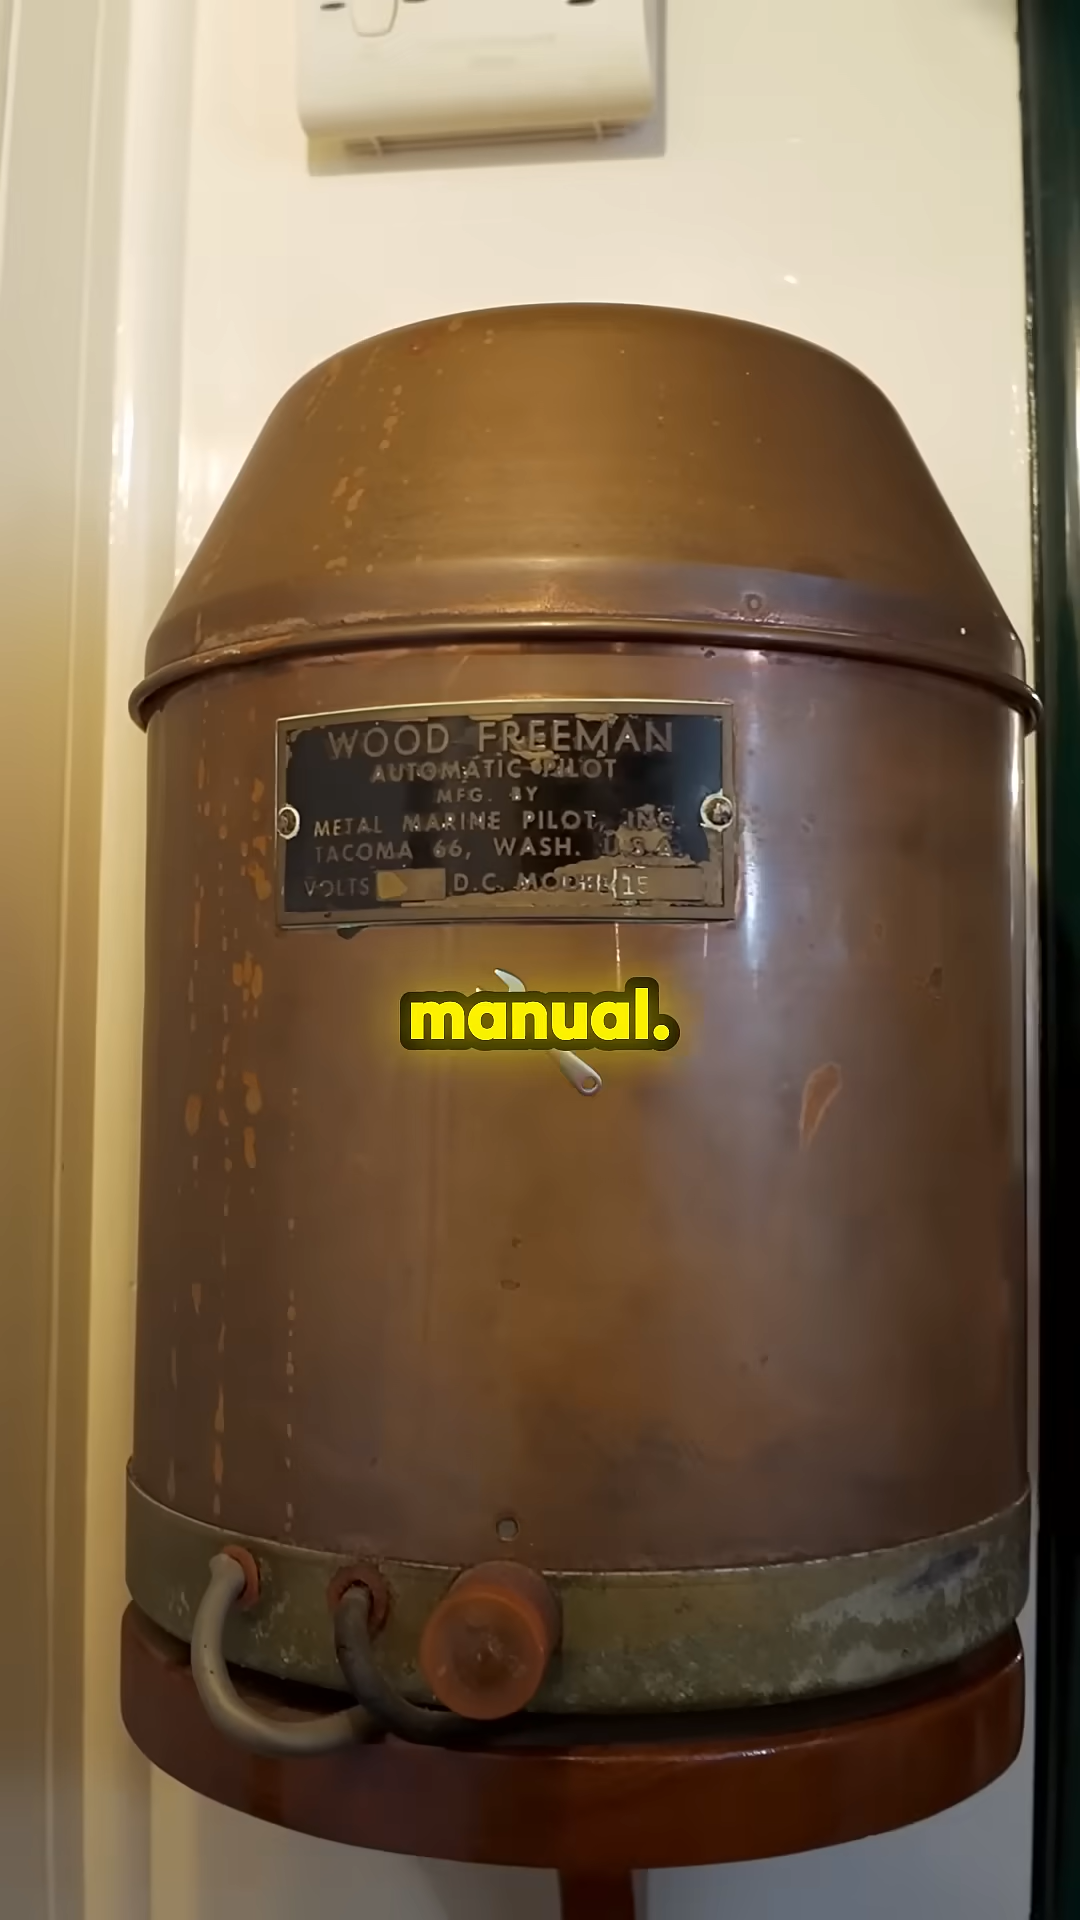 WOOD FREEMAN
AUTOMATIC PILOT
MFG. BY
METAL MARINE PILOT, INC.
TACOMA 66, WASH. U.S.A.
VOLTS D.C. MODEL 15
manual.